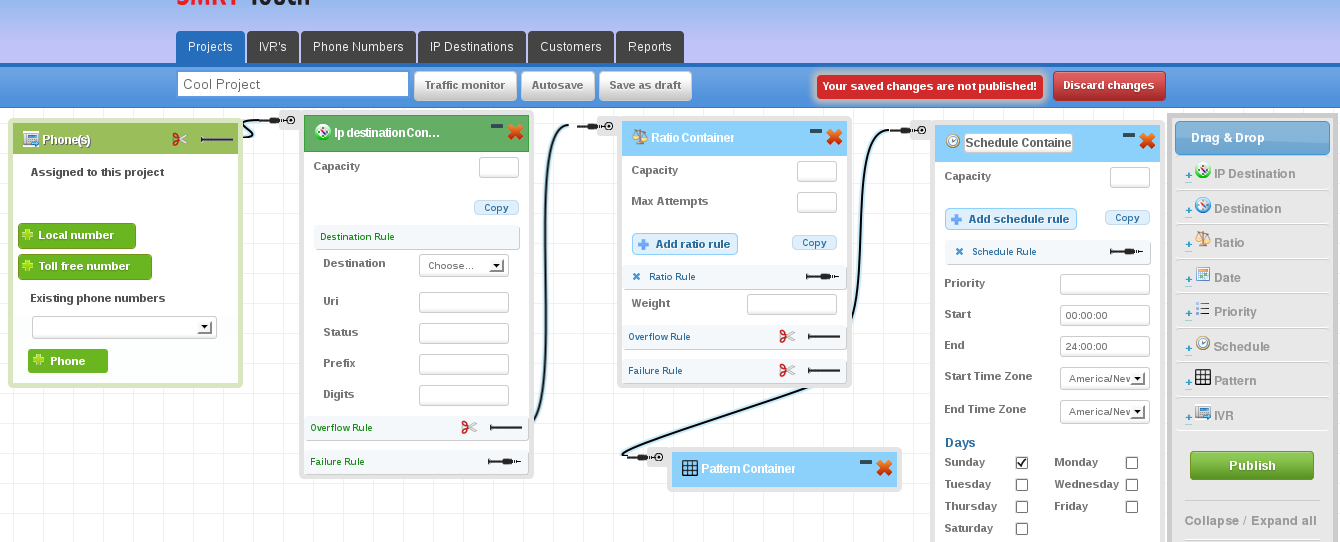 Projects IVR's Phone Numbers IP Destinations Customers Reports
Cool Project Traffic monitor Autosave Save as draft Your saved changes are not published! Discard changes
Phone(s)
Assigned to this project
Local number
Toll free number
Existing phone numbers
Phone
Ip destination Con...
Capacity
Copy
Destination Rule
Destination Choose...
Uri
Status
Prefix
Digits
Overflow Rule
Failure Rule
Ratio Container
Capacity
Max Attempts
Add ratio rule Copy
Ratio Rule
Weight
Overflow Rule
Failure Rule
Pattern Container
Schedule Containe
Capacity
Add schedule rule Copy
Schedule Rule
Priority
Start 00:00:00
End 24:00:00
Start Time Zone America/New
End Time Zone America/New
Days
Sunday Monday
Tuesday Wednesday
Thursday Friday
Saturday
Drag & Drop
+ IP Destination
+ Destination
+ Ratio
+ Date
+ Priority
+ Schedule
+ Pattern
+ IVR
Publish
Collapse / Expand all